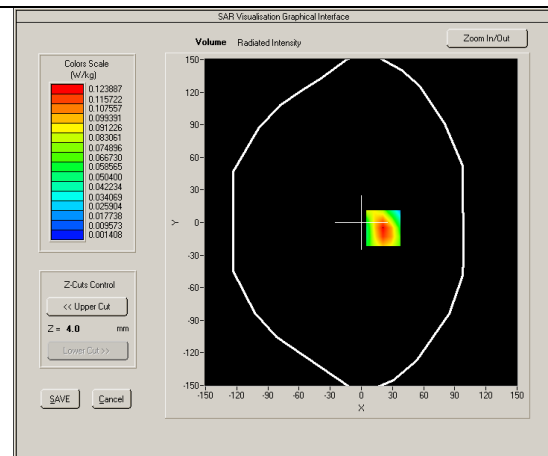 SAR Visualisation Graphical Interface
Volume Radiated Intensity
Zoom In/Out
Colors Scale
(W/kg)
0.123887
0.115722
0.107557
0.099391
0.091226
0.083061
0.074896
0.066730
0.058565
0.050400
0.042234
0.034069
0.025904
0.017738
0.009573
0.001408
Z-Cuts Control
<< Upper Cut
Z = 4.0 mm
Lower Cut >>
SAVE Cancel
150
120
90
60
30
0
-30
-60
-90
-120
-150
Y
-150 -120 -90 -60 -30 0 30 60 90 120 150
X